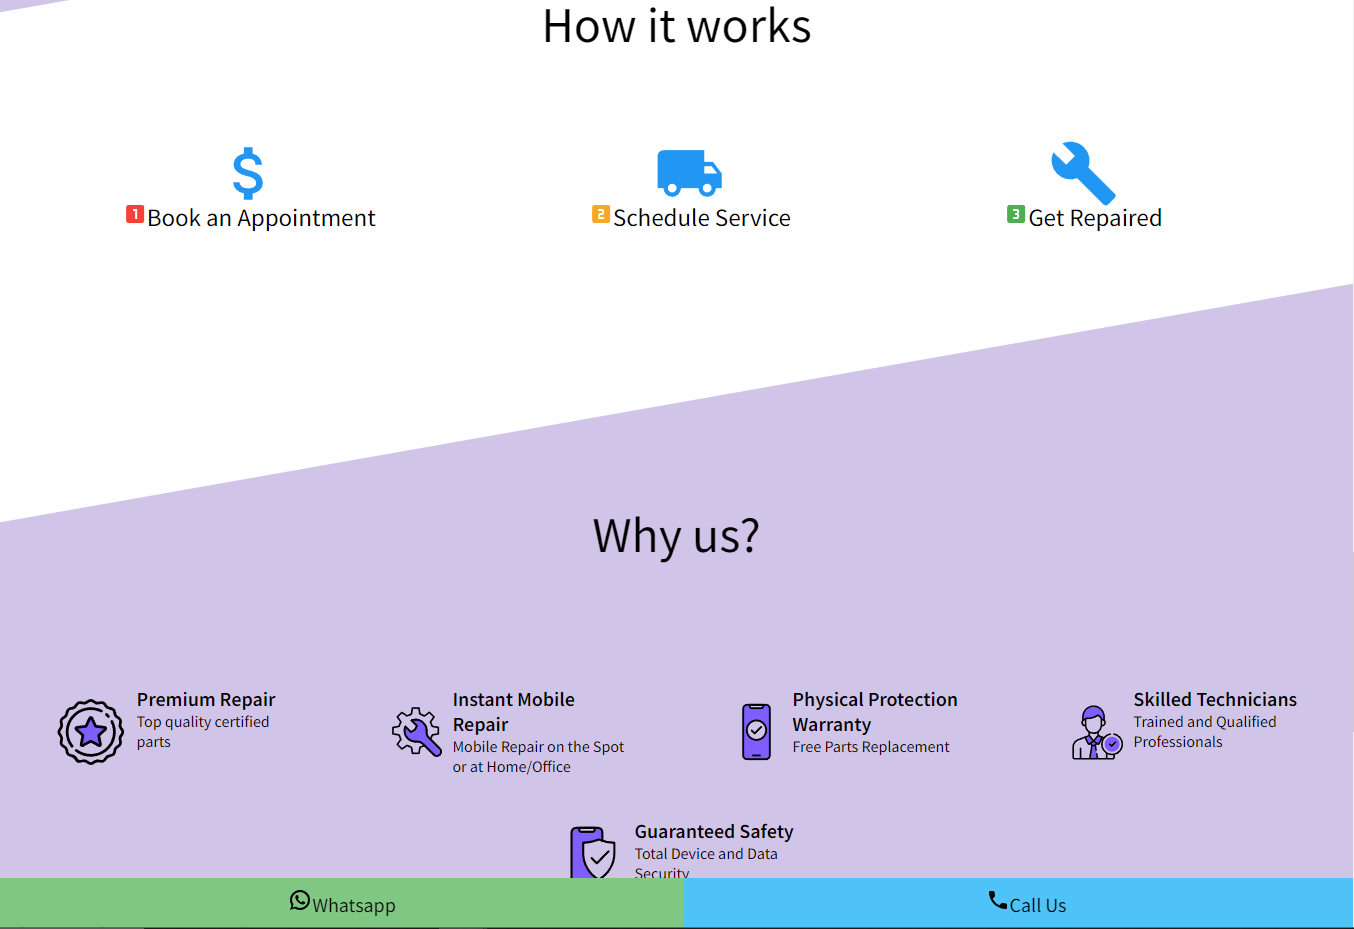 How it works
1 Book an Appointment
2 Schedule Service
3 Get Repaired
Why us?
Premium Repair
Top quality certified
parts
Instant Mobile
Repair
Mobile Repair on the Spot
or at Home/Office
Physical Protection
Warranty
Free Parts Replacement
Skilled Technicians
Trained and Qualified
Professionals
Guaranteed Safety
Total Device and Data
Security
Whatsapp
Call Us